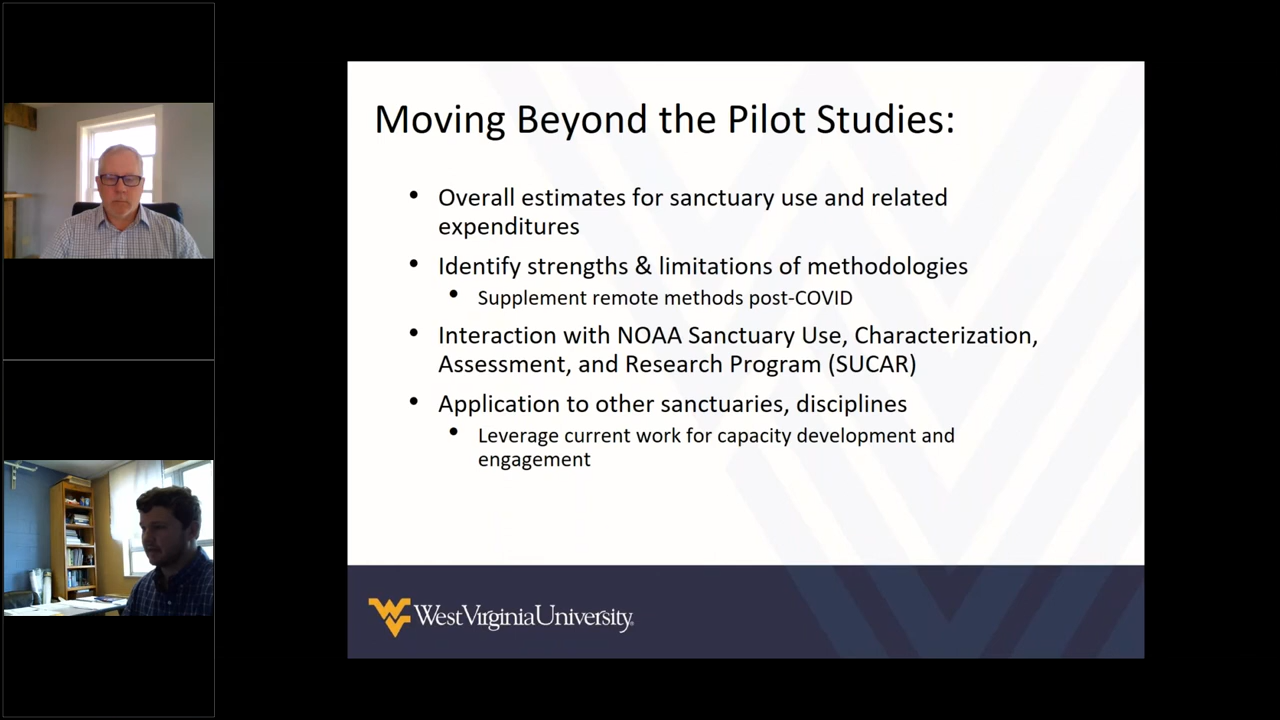 Moving Beyond the Pilot Studies:
• Overall estimates for sanctuary use and related
expenditures
• Identify strengths & limitations of methodologies
• Supplement remote methods post-COVID
• Interaction with NOAA Sanctuary Use, Characterization,
Assessment, and Research Program (SUCAR)
• Application to other sanctuaries, disciplines
• Leverage current work for capacity development and
engagement
WestVirginiaUniversity®